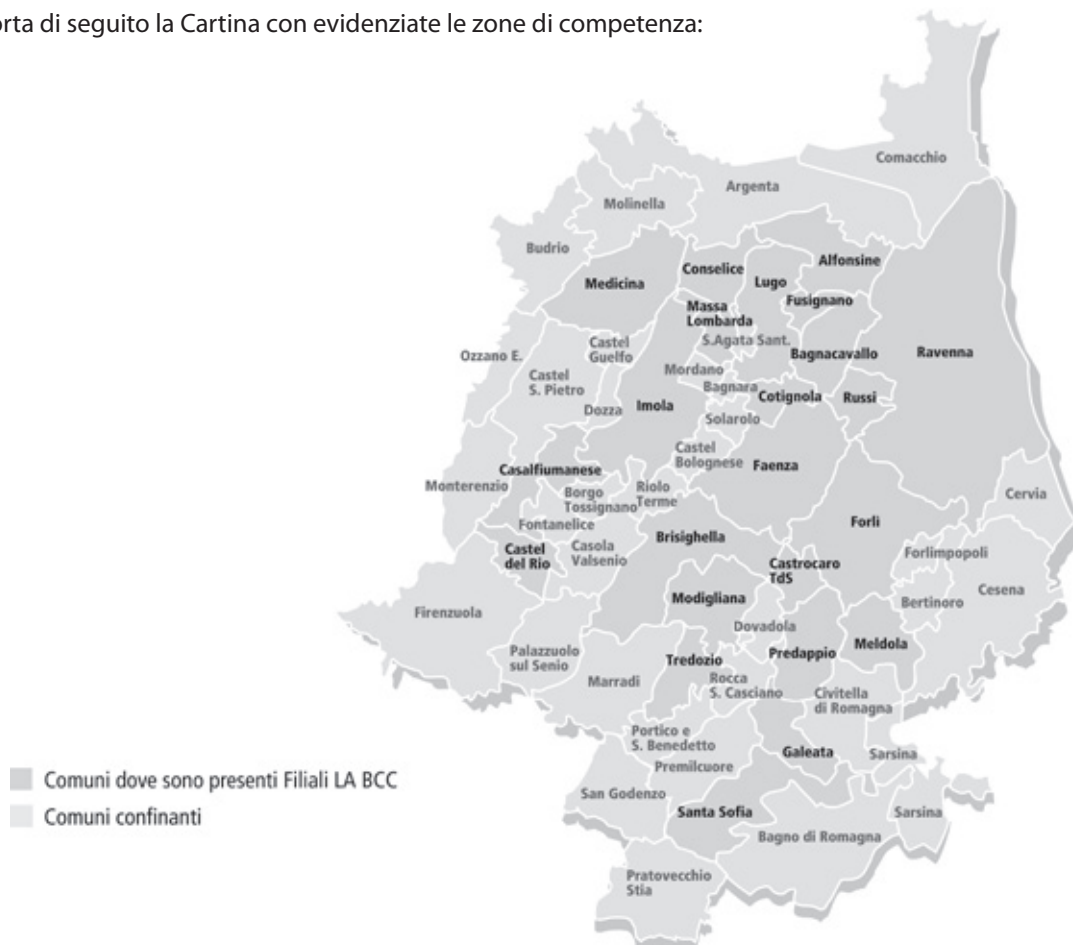 orta di seguito la Cartina con evidenziate le zone di competenza:
Comacchio
Argenta
Molinella
Budrio
Alfonsine
Conselice
Lugo
Medicina
Fusignano
Massa
Lombarda
S.Agata Sant.
Castel
Guelfo
Ozzano E.
Bagnacavallo
Ravenna
Castel
S. Pietro
Mordano
Bagnara
Cotignola
Russi
Dozza
Imola
Solarolo
Castel
Bolognese
Faenza
Casalfiumanese
Monterenzio
Borgo
Tossignano
Riolo
Terme
Cervia
Fontanelice
Forlì
Brisighella
Castel
del Rio
Casola
Valsenio
Castrocaro
TdS
Forlimpopoli
Cesena
Bertinoro
Modigliana
Firenzuola
Dovadola
Palazzuolo
sul Senio
Predappio
Meldola
Tredozio
Marradi
Rocca
S. Casciano
Civitella
di Romagna
Portico e
S. Benedetto
Galeata
Sarsina
Premilcuore
Comuni dove sono presenti Filiali LA BCC
San Godenzo
Santa Sofia
Sarsina
Comuni confinanti
Bagno di Romagna
Pratovecchio
Stia